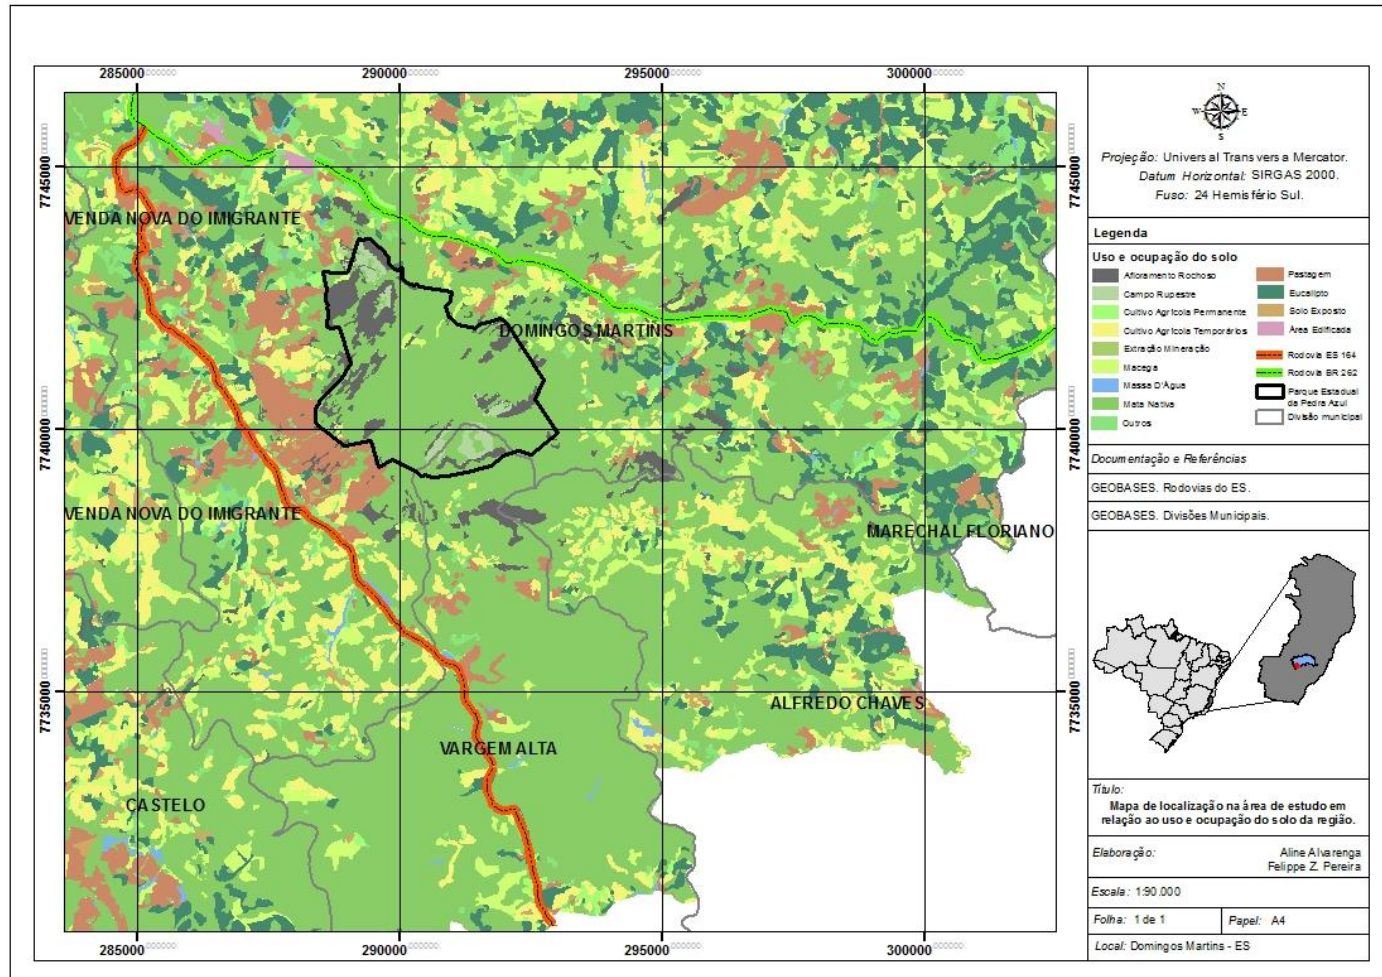 285000
290000
295000
300000
7745000
7740000
7735000
7745000
7740000
7735000
285000
290000
295000
300000
VENDA NOVA DO IMIGRANTE
DOMINGOS MARTINS
VENDA NOVA DO IMIGRANTE
MARECHAL FLORIANO
ALFREDO CHAVES
VARGEM ALTA
CASTELO
N
W E
S
Projeção: Universal Transversa Mercator.
Datum Horizontal: SIRGAS 2000.
Fuso: 24 Hemisfério Sul.
Legenda
Uso e ocupação do solo
Afloramento Rochoso
Campo Rupestre
Cultivo Agrícola Permanente
Cultivo Agrícola Temporários
Extração Mineração
Macega
Massa D'Água
Mata Nativa
Outros
Pastagem
Eucalipto
Solo Exposto
Área Edificada
Rodovia ES 164
Rodovia BR 262
Parque Estadual
da Pedra Azul
Divisão municipal
Documentação e Referências
GEOBASES. Rodovias do ES.
GEOBASES. Divisões Municipais.
Título:
Mapa de localização na área de estudo em
relação ao uso e ocupação do solo da região.
Elaboração: Aline Alvarenga
Felippe Z. Pereira
Escala: 1:90.000
Folha: 1 de 1 Papel: A4
Local: Domingos Martins - ES